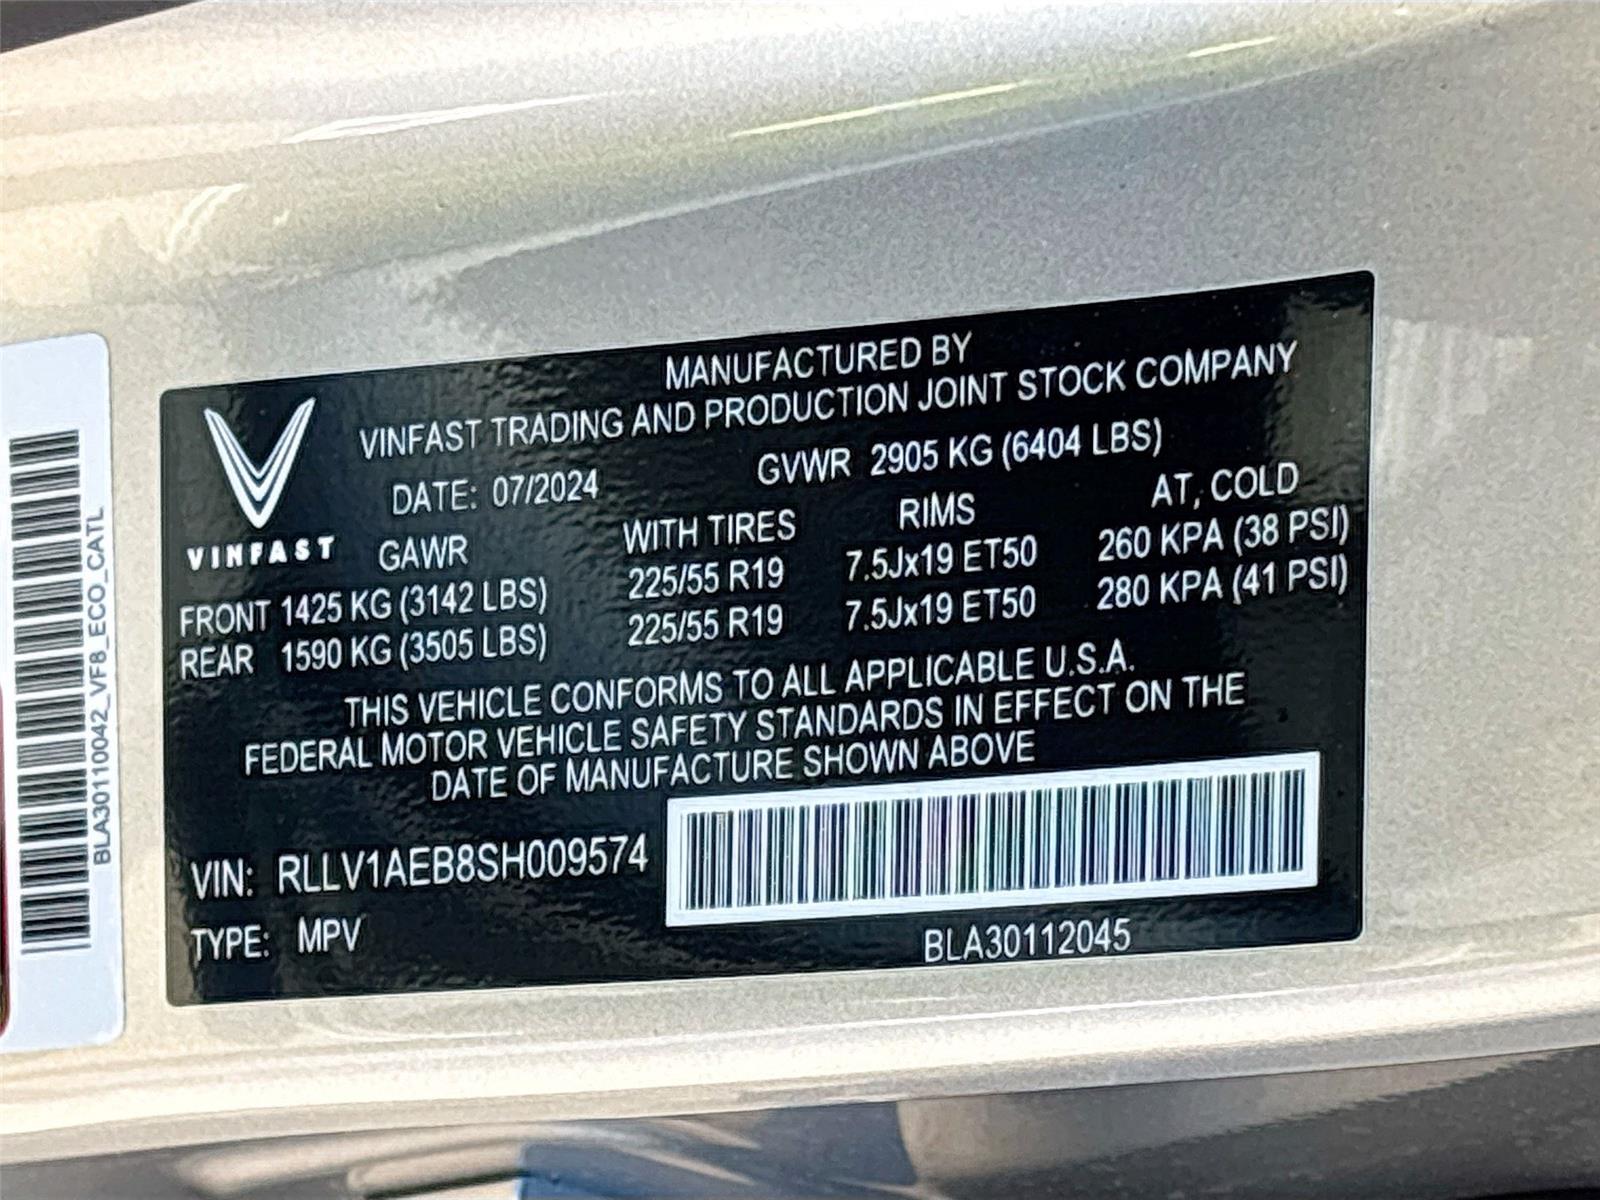 MANUFACTURED BY
VINFAST TRADING AND PRODUCTION JOINT STOCK COMPANY
DATE: 07/2024 GVWR 2905 KG (6404 LBS)
VINFAST
GAWR WITH TIRES RIMS AT, COLD
FRONT 1425 KG (3142 LBS) 225/55 R19 7.5Jx19 ET50 260 KPA (38 PSI)
REAR 1590 KG (3505 LBS) 225/55 R19 7.5Jx19 ET50 280 KPA (41 PSI)
THIS VEHICLE CONFORMS TO ALL APPLICABLE U.S.A.
FEDERAL MOTOR VEHICLE SAFETY STANDARDS IN EFFECT ON THE
DATE OF MANUFACTURE SHOWN ABOVE
VIN: RLLV1AEB8SH009574
TYPE: MPV
BLA30112045
BLA30110042_VF8_ECO_CATL